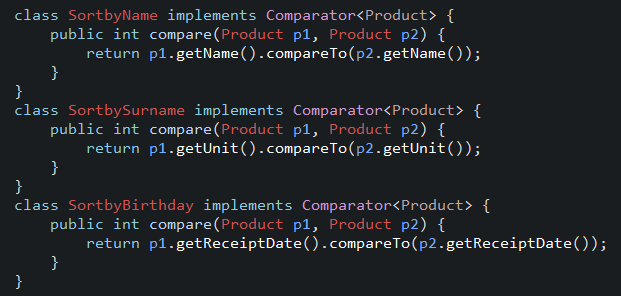 class SortbyName implements Comparator<Product> {
    public int compare(Product p1, Product p2) {
        return p1.getName().compareTo(p2.getName());
    }
}
class SortbySurname implements Comparator<Product> {
    public int compare(Product p1, Product p2) {
        return p1.getUnit().compareTo(p2.getUnit());
    }
}
class SortbyBirthday implements Comparator<Product> {
    public int compare(Product p1, Product p2) {
        return p1.getReceiptDate().compareTo(p2.getReceiptDate());
    }
}